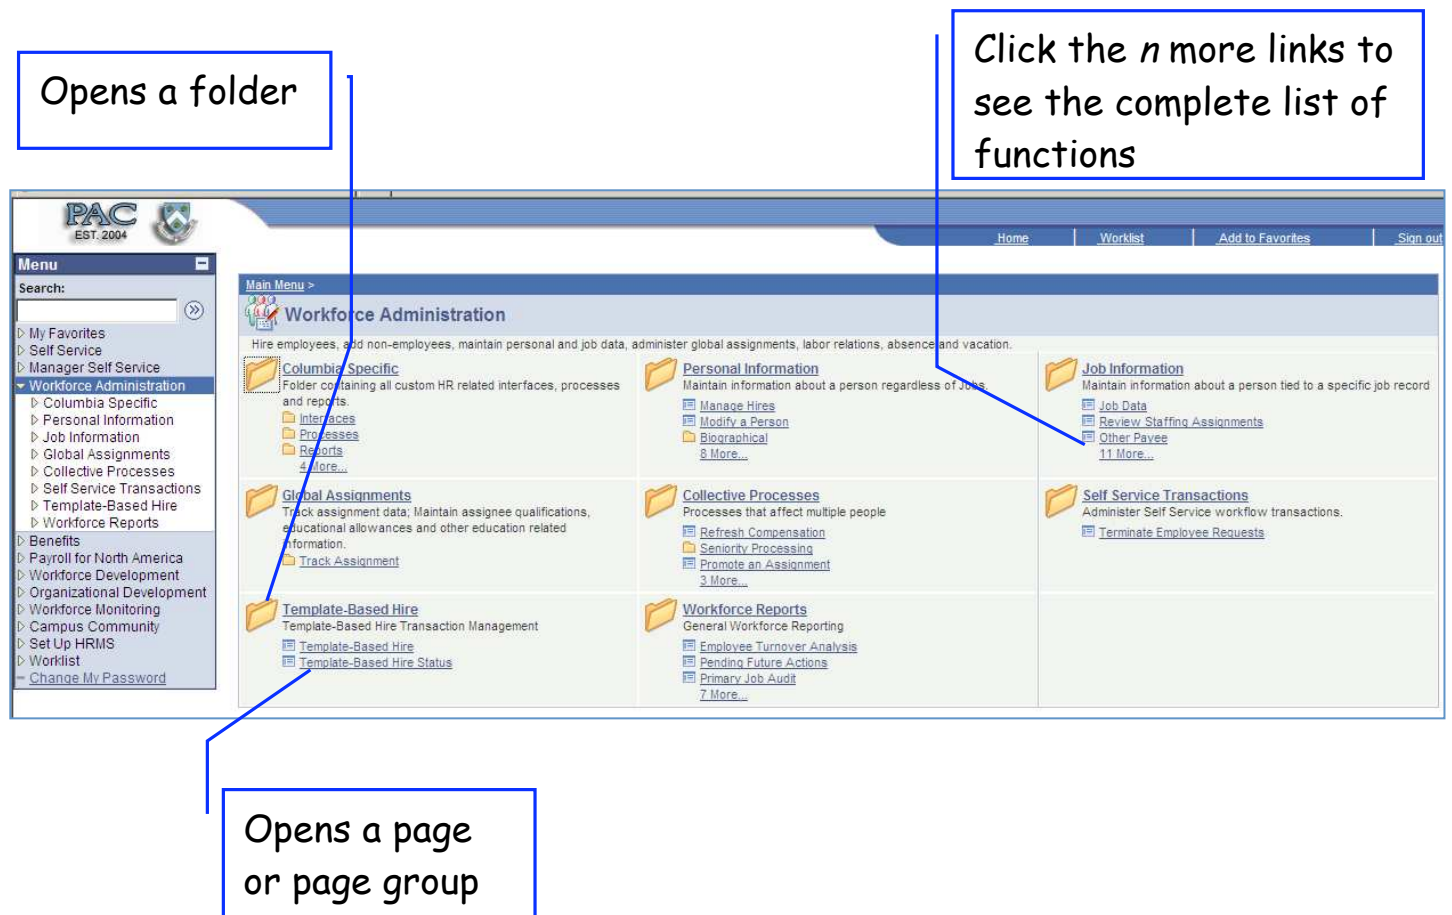 Opens a folder
Click the n more links to
see the complete list of
functions
PAC
EST. 2004
Home
Worklist
Add to Favorites
Sign out
Menu
Search:
My Favorites
Self Service
Manager Self Service
Workforce Administration
Columbia Specific
Personal Information
Job Information
Global Assignments
Collective Processes
Self Service Transactions
Template-Based Hire
Workforce Reports
Benefits
Payroll for North America
Workforce Development
Organizational Development
Workforce Monitoring
Campus Community
Set Up HRMS
Worklist
Change My Password
Main Menu >
Workforce Administration
Hire employees, add non-employees, maintain personal and job data, administer global assignments, labor relations, absence and vacation.
Columbia Specific
Folder containing all custom HR related interfaces, processes
and reports.
Interfaces
Processes
Reports
4 More...
Personal Information
Maintain information about a person regardless of Jobs.
Manage Hires
Modify a Person
Biographical
8 More...
Job Information
Maintain information about a person tied to a specific job record
Job Data
Review Staffing Assignments
Other Payee
11 More...
Global Assignments
Track assignment data; Maintain assignee qualifications,
educational allowances and other education related
information.
Track Assignment
Collective Processes
Processes that affect multiple people
Refresh Compensation
Seniority Processing
Promote an Assignment
3 More...
Self Service Transactions
Administer Self Service workflow transactions.
Terminate Employee Requests
Template-Based Hire
Template-Based Hire Transaction Management
Template-Based Hire
Template-Based Hire Status
Workforce Reports
General Workforce Reporting
Employee Turnover Analysis
Pending Future Actions
Primary Job Audit
7 More...
Opens a page
or page group